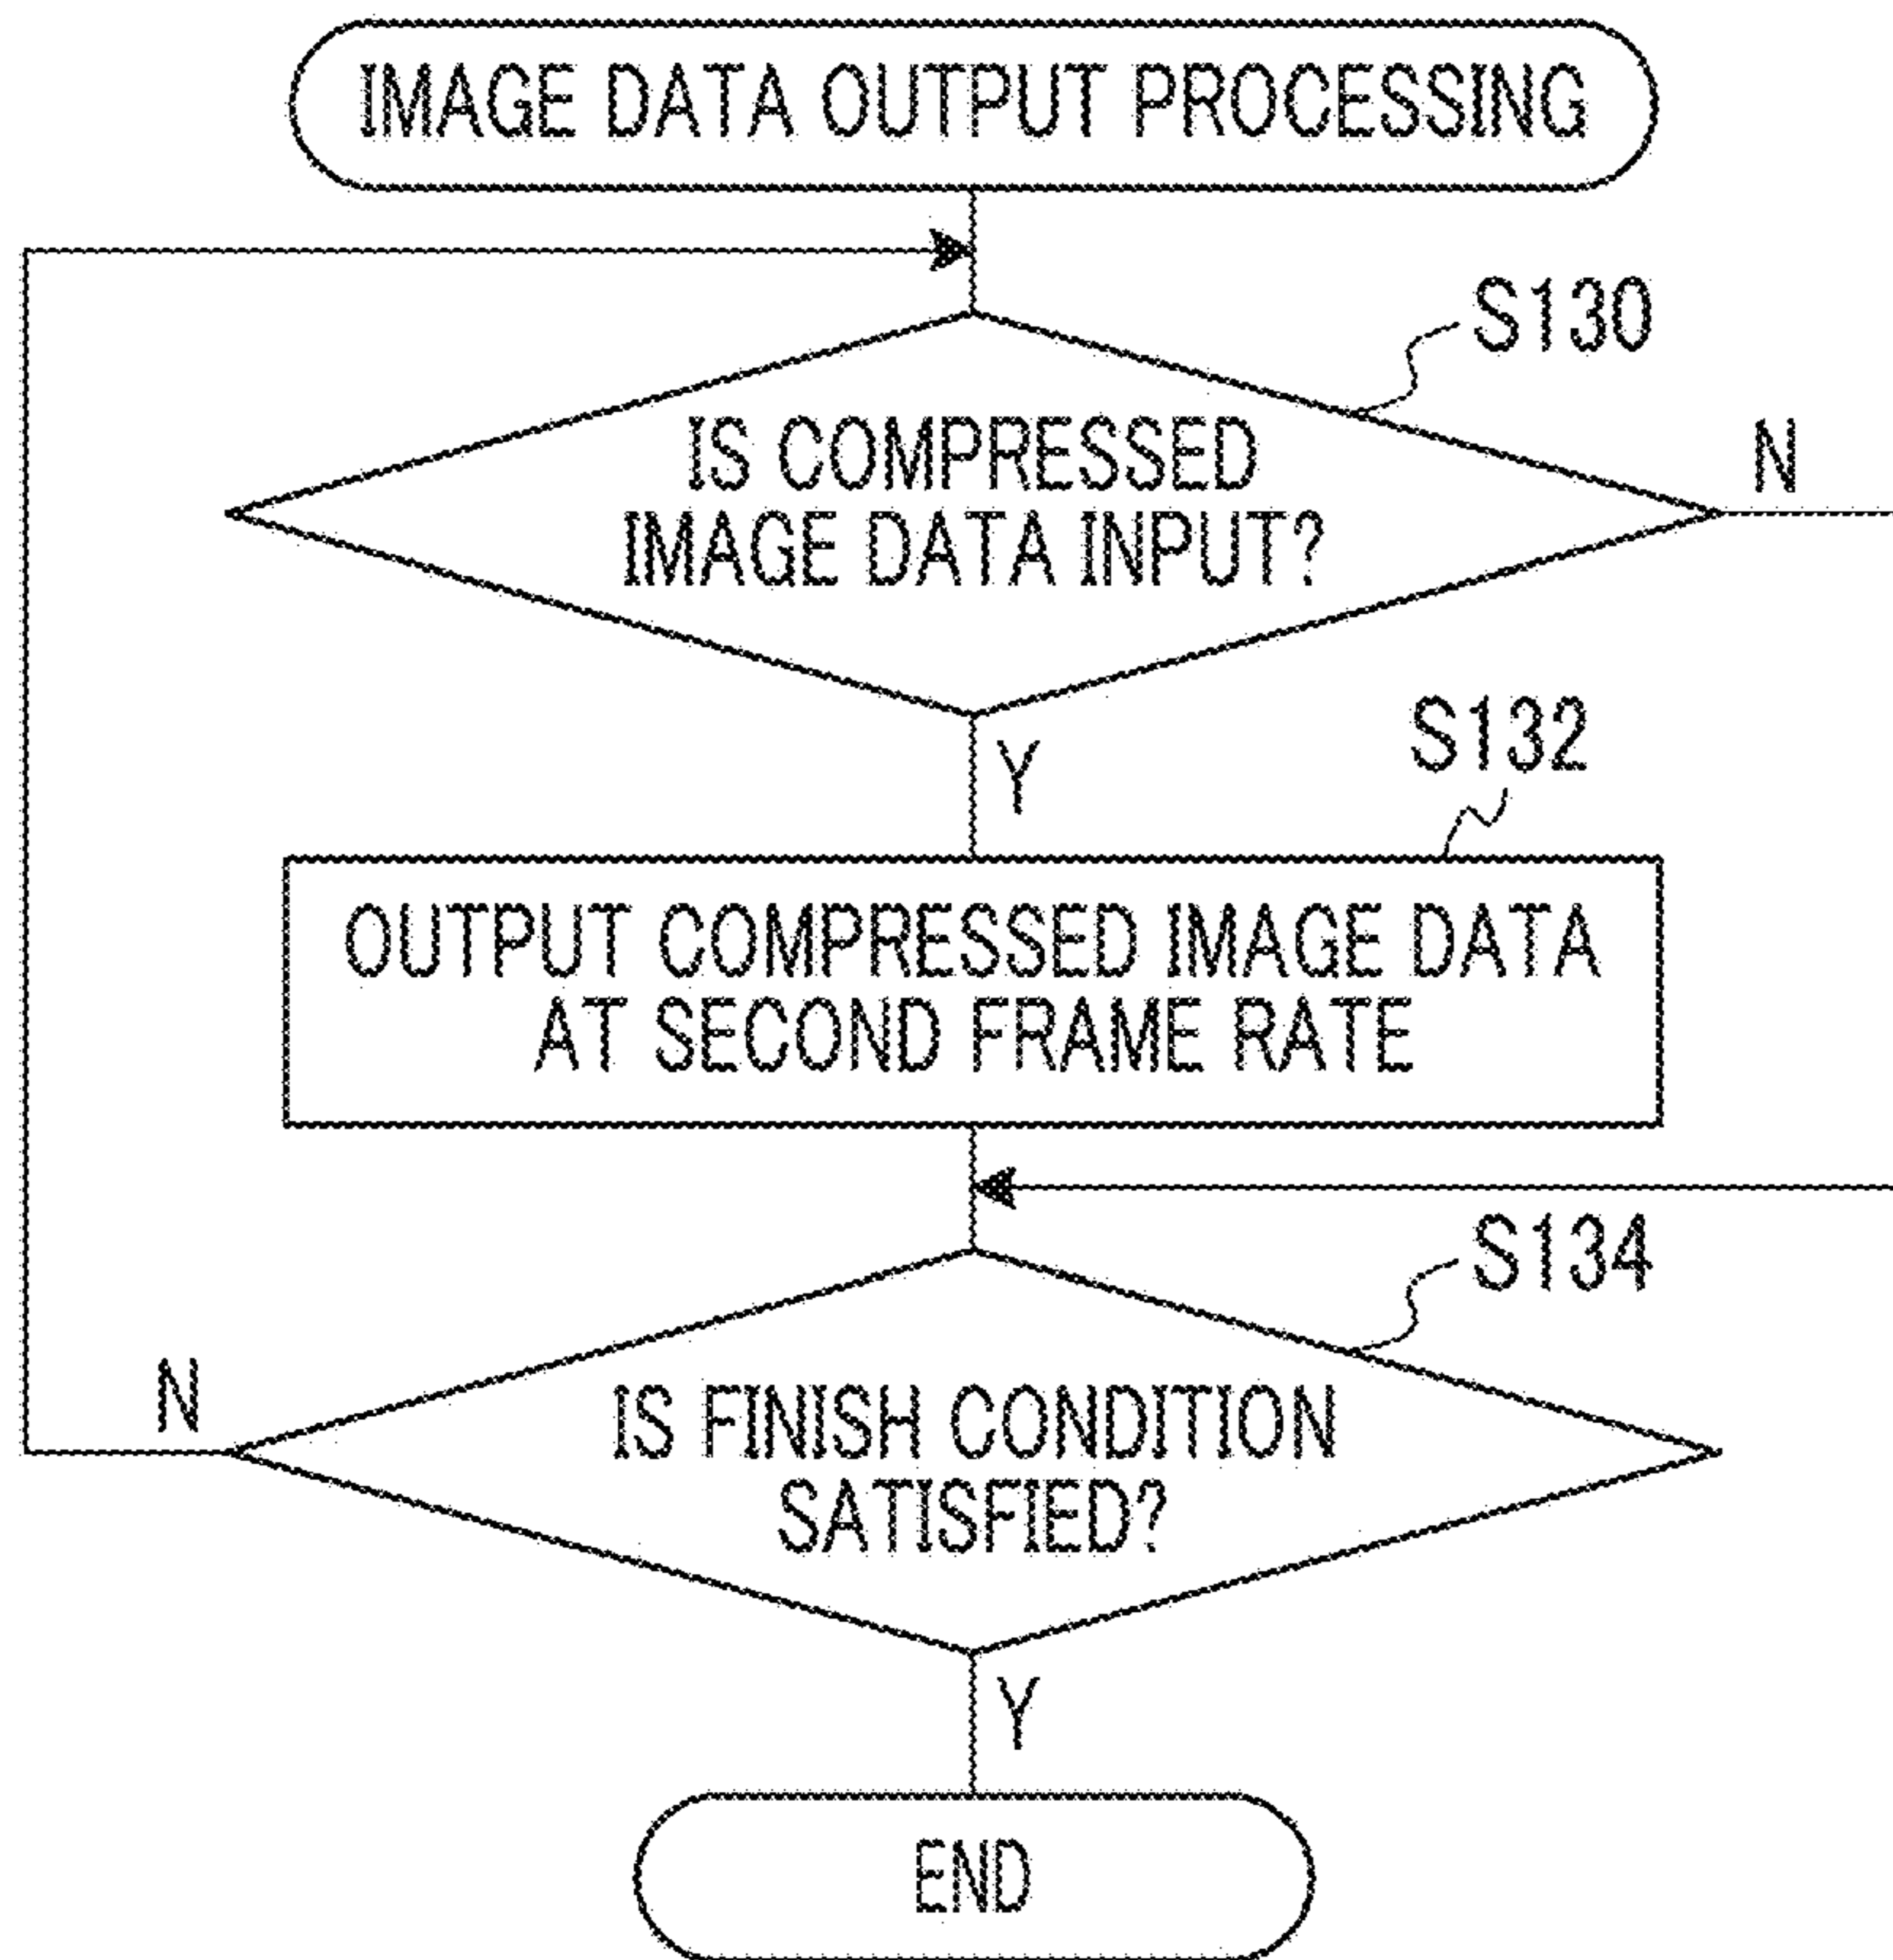 IMAGE DATA OUTPUT PROCESSING
S130
IS COMPRESSED
IMAGE DATA INPUT?
N
Y
S132
OUTPUT COMPRESSED IMAGE DATA
AT SECOND FRAME RATE
S134
N
IS FINISH CONDITION
SATISFIED?
Y
END